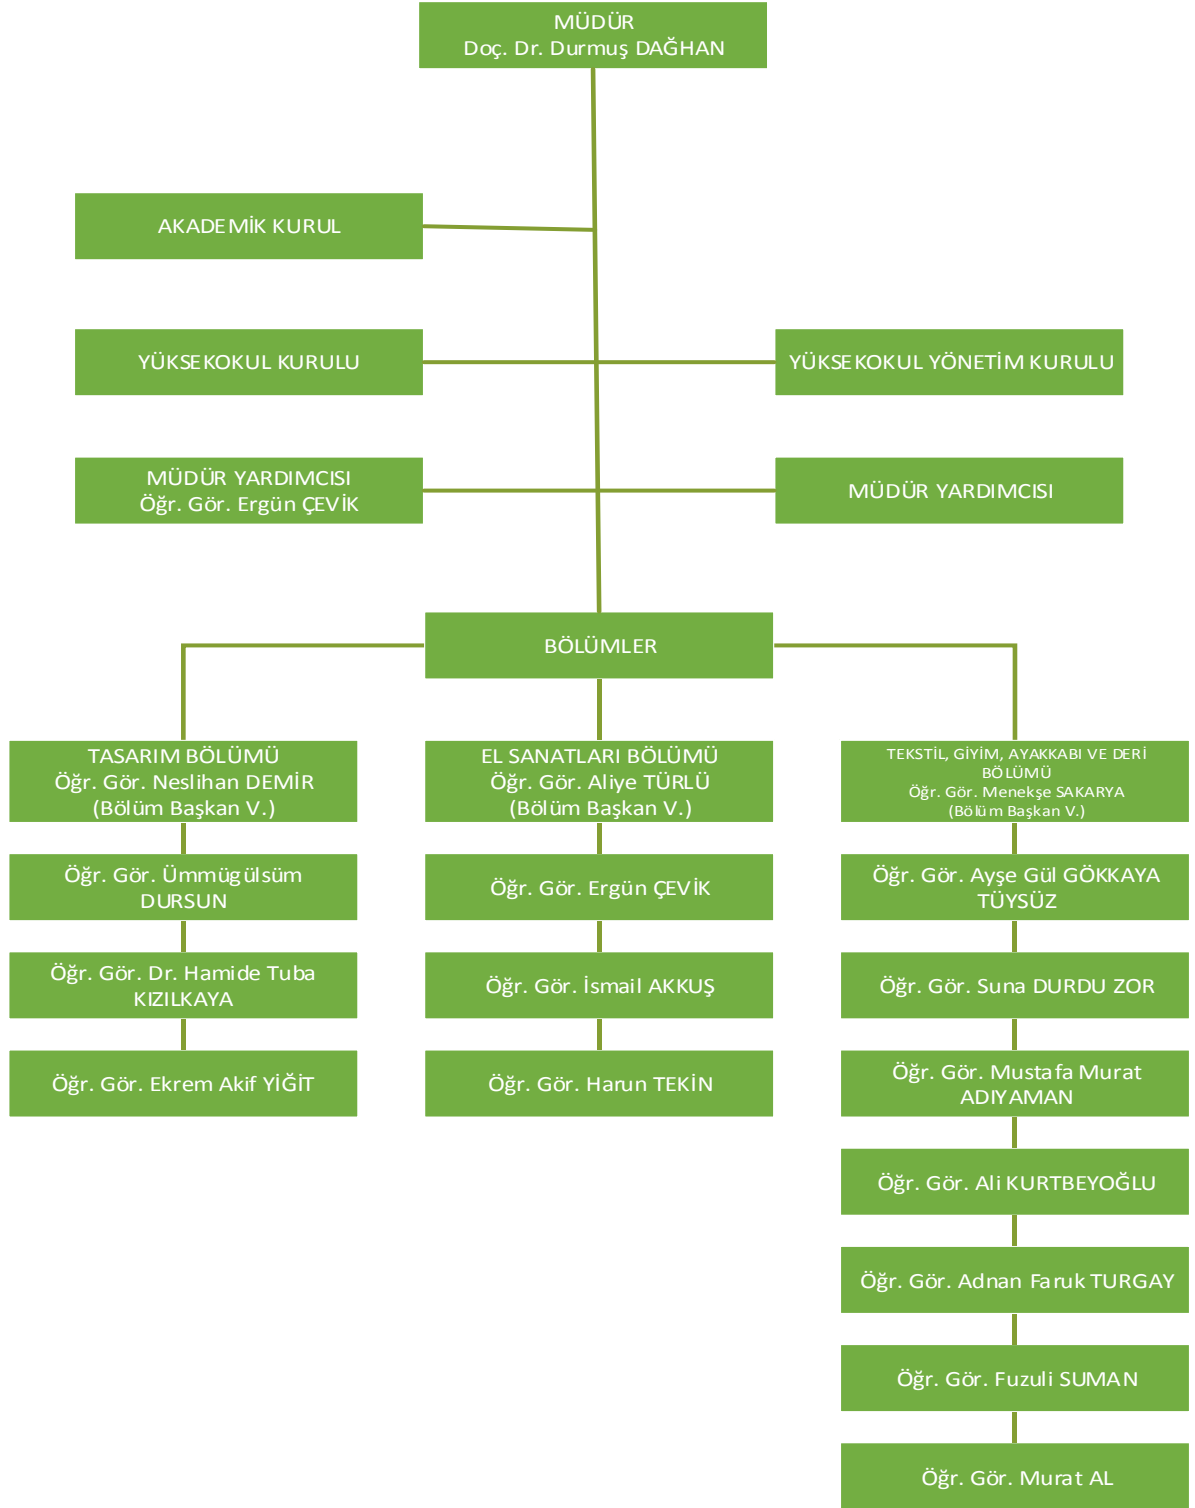 MÜDÜR
Doç. Dr. Durmuş DAĞHAN
AKADEMİK KURUL
YÜKSEKOKUL KURULU
YÜKSEKOKUL YÖNETİM KURULU
MÜDÜR YARDIMCISI
Öğr. Gör. Ergün ÇEVİK
MÜDÜR YARDIMCISI
BÖLÜMLER
TASARIM BÖLÜMÜ
Öğr. Gör. Neslihan DEMİR
(Bölüm Başkan V.)
Öğr. Gör. Ümmügülsüm
DURSUN
Öğr. Gör. Dr. Hamide Tuba
KIZILKAYA
Öğr. Gör. Ekrem Akif YİĞİT
EL SANATLARI BÖLÜMÜ
Öğr. Gör. Aliye TÜRLÜ
(Bölüm Başkan V.)
Öğr. Gör. Ergün ÇEVİK
Öğr. Gör. İsmail AKKUŞ
Öğr. Gör. Harun TEKİN
TEKSTİL, GİYİM, AYAKKABI VE DERİ
BÖLÜMÜ
Öğr. Gör. Menekşe SAKARYA
(Bölüm Başkan V.)
Öğr. Gör. Ayşe Gül GÖKKAYA
TÜYSÜZ
Öğr. Gör. Suna DURDU ZOR
Öğr. Gör. Mustafa Murat
ADIYAMAN
Öğr. Gör. Ali KURTBEYOĞLU
Öğr. Gör. Adnan Faruk TURGAY
Öğr. Gör. Fuzuli SUMAN
Öğr. Gör. Murat AL